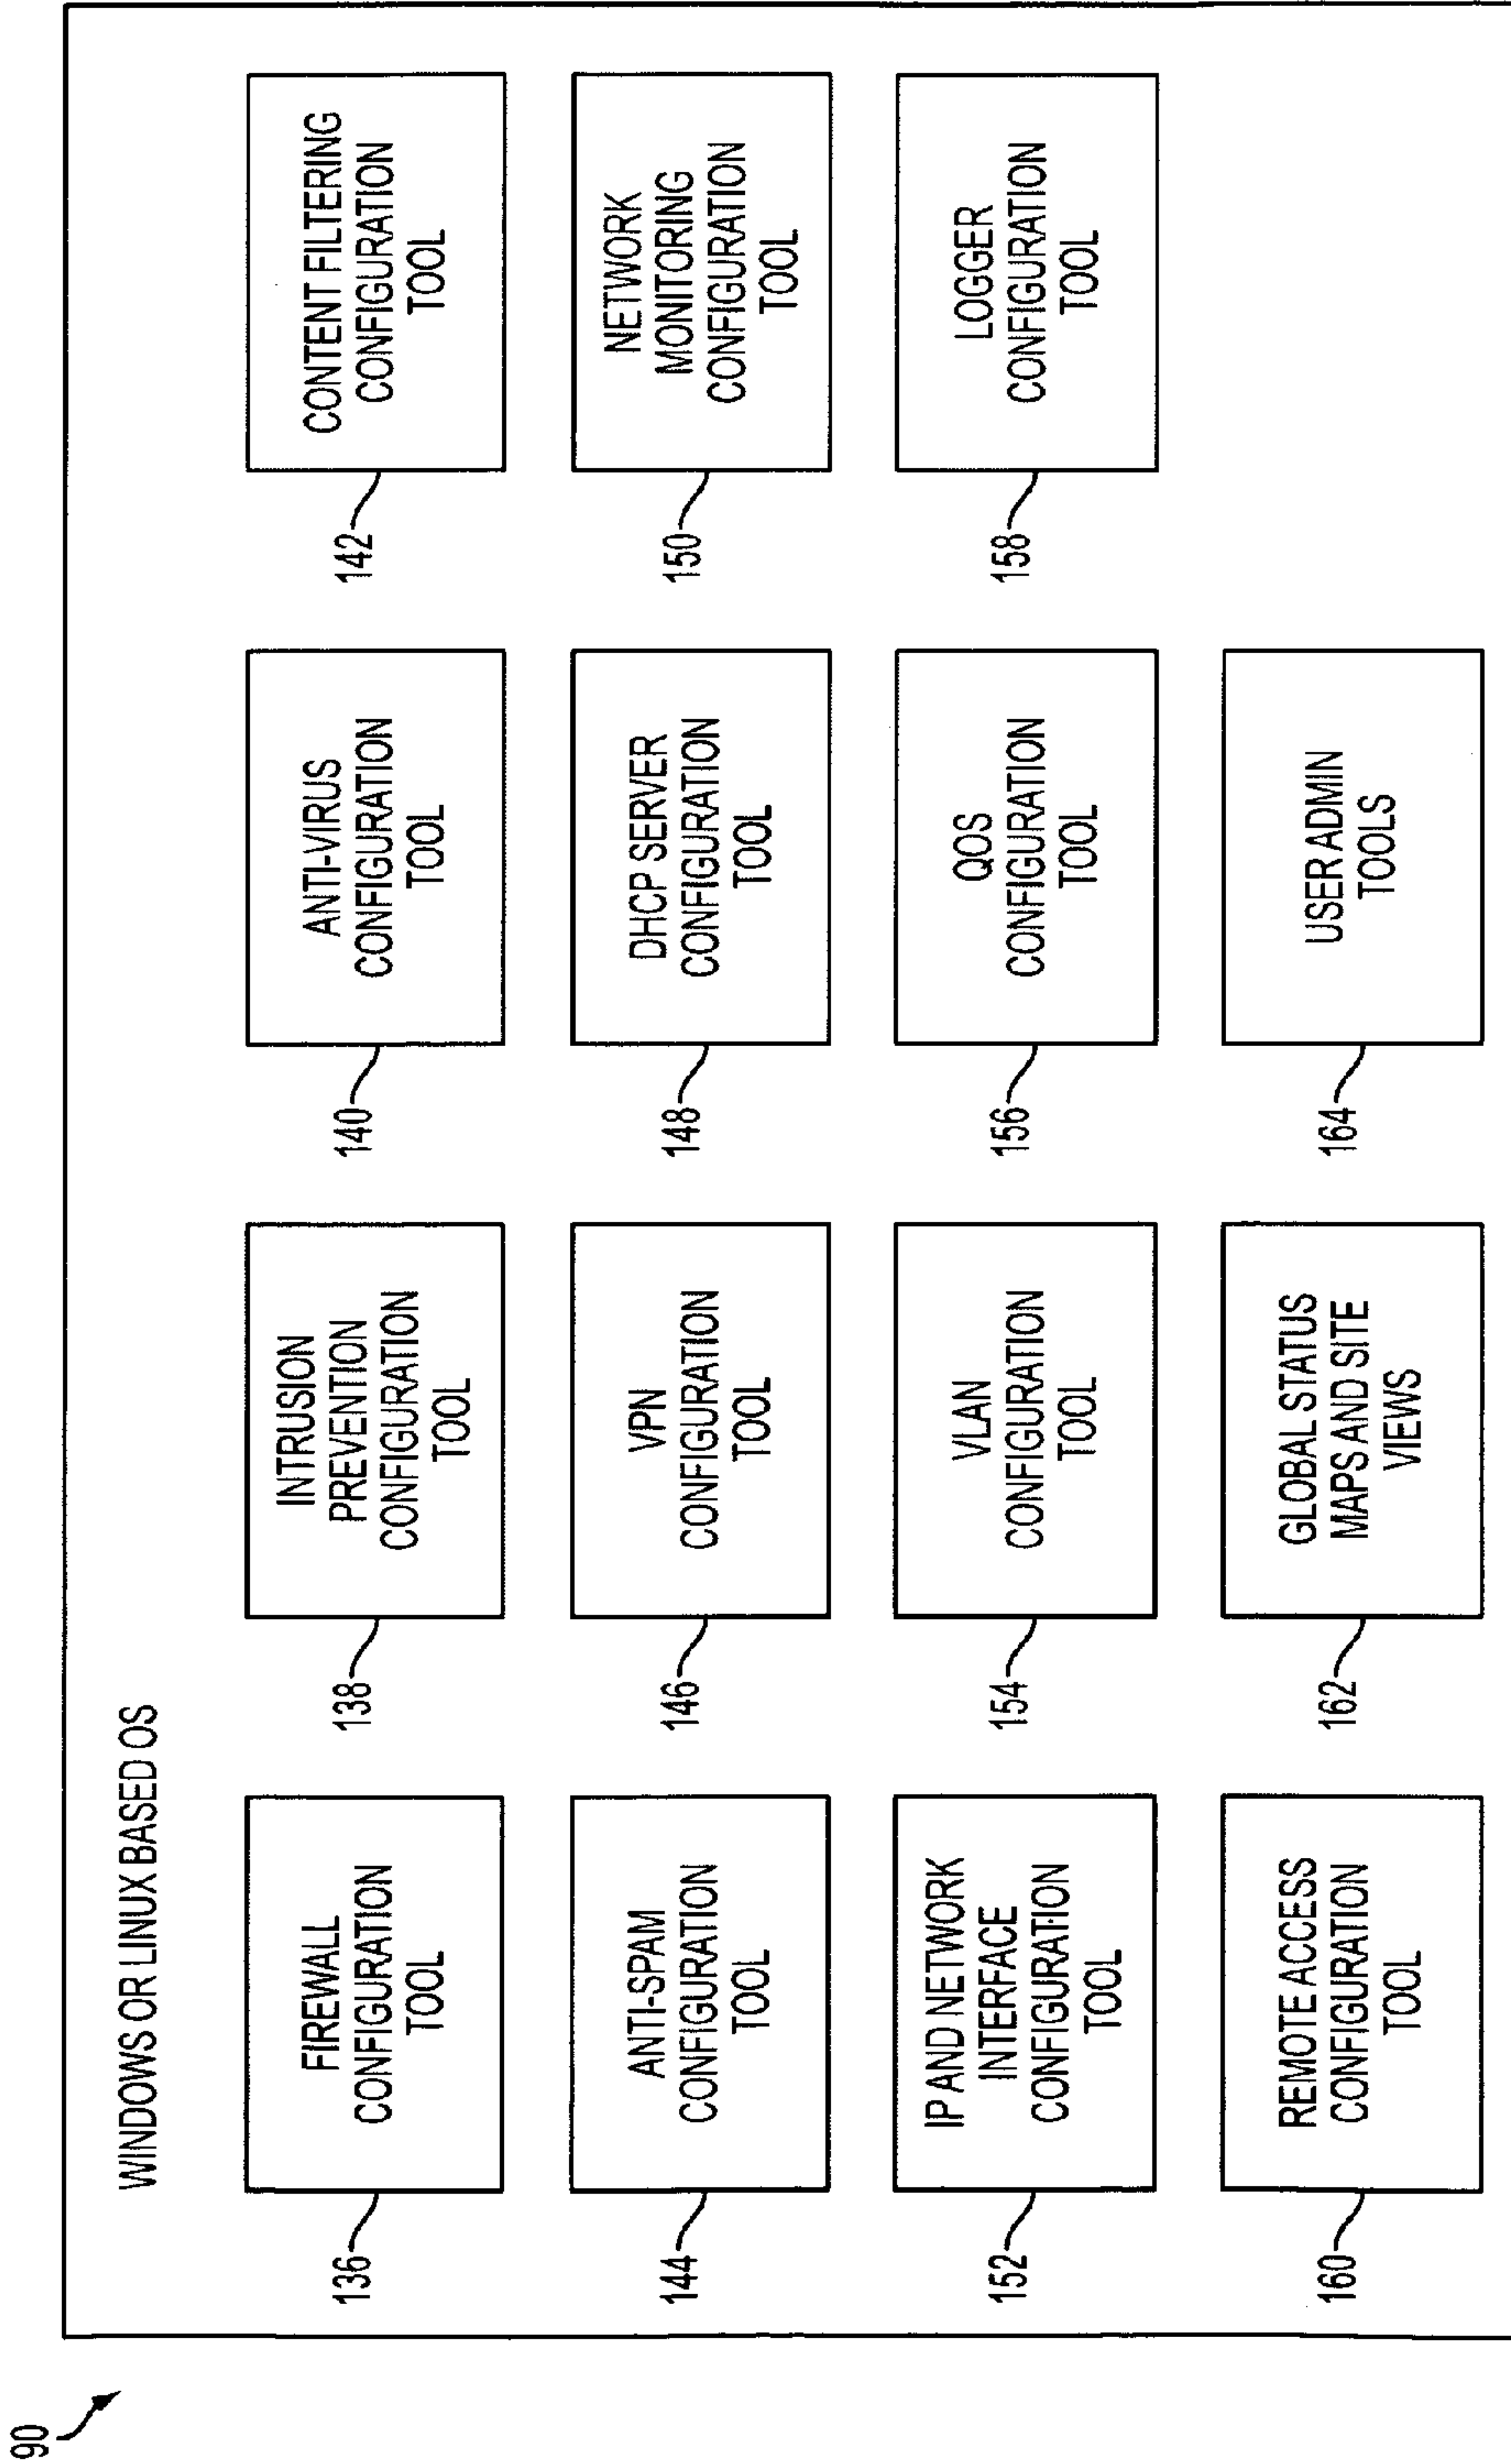 90
WINDOWS OR LINUX BASED OS
136
FIREWALL
CONFIGURATION
TOOL
138
INTRUSION
PREVENTION
CONFIGURATION
TOOL
140
ANTI-VIRUS
CONFIGURATION
TOOL
142
CONTENT FILTERING
CONFIGURATION
TOOL
144
ANTI-SPAM
CONFIGURATION
TOOL
146
VPN
CONFIGURATION
TOOL
148
DHCP SERVER
CONFIGURATION
TOOL
150
NETWORK
MONITORING
CONFIGURATION
TOOL
152
IP AND NETWORK
INTERFACE
CONFIGURATION
TOOL
154
VLAN
CONFIGURATION
TOOL
156
QOS
CONFIGURATION
TOOL
158
LOGGER
CONFIGURATION
TOOL
160
REMOTE ACCESS
CONFIGURATION
TOOL
162
GLOBAL STATUS
MAPS AND SITE
VIEWS
164
USER ADMIN
TOOLS